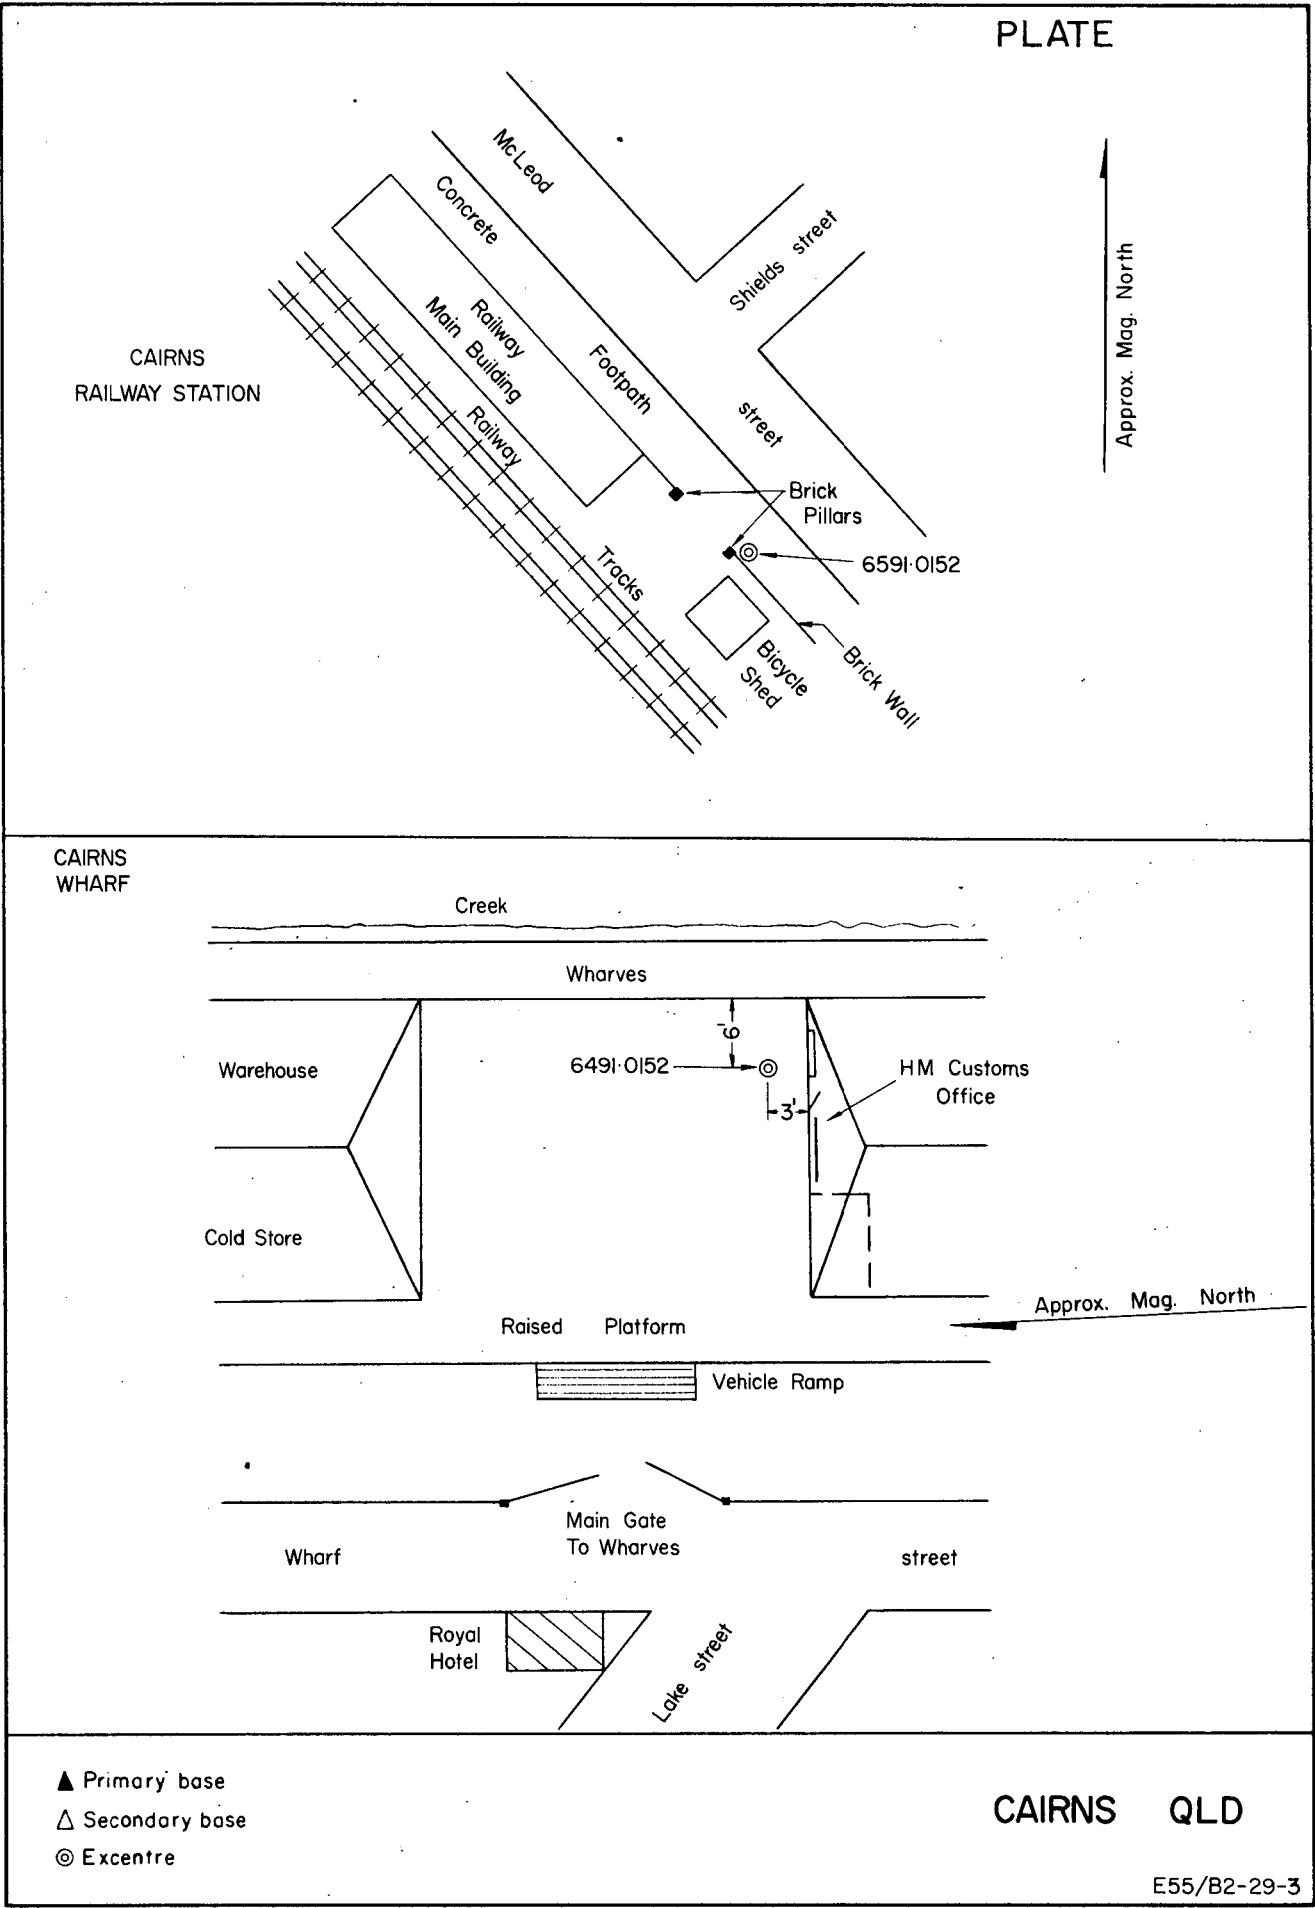 PLATE
McLeod
Concrete
Shields street
Approx. Mag. North
Railway
Main Building
CAIRNS
RAILWAY STATION
Footpath
street
Railway
Brick
Pillars
Tracks
6591·0152
Bicycle
Shed
Brick Wall
CAIRNS
WHARF
Creek
Wharves
6'
Warehouse
6491·0152
HM Customs
Office
3'
Cold Store
Approx. Mag. North
Raised Platform
Vehicle Ramp
Main Gate
To Wharves
Wharf
street
Royal
Hotel
Lake street
Primary base
Secondary base
Excentre
CAIRNS QLD
E55/B2-29-3